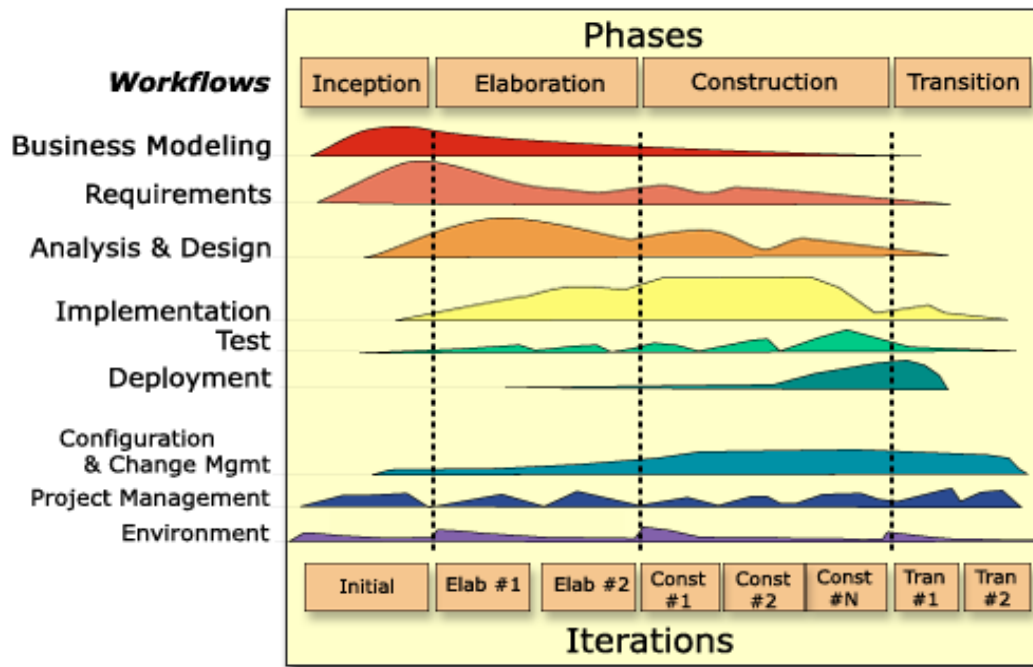 Phases
Workflows
Inception
Elaboration
Construction
Transition
Business Modeling
Requirements
Analysis & Design
Implementation
Test
Deployment
Configuration
& Change Mgmt
Project Management
Environment
Initial
Elab #1
Elab #2
Const
#1
Const
#2
Const
#N
Tran
#1
Tran
#2
Iterations